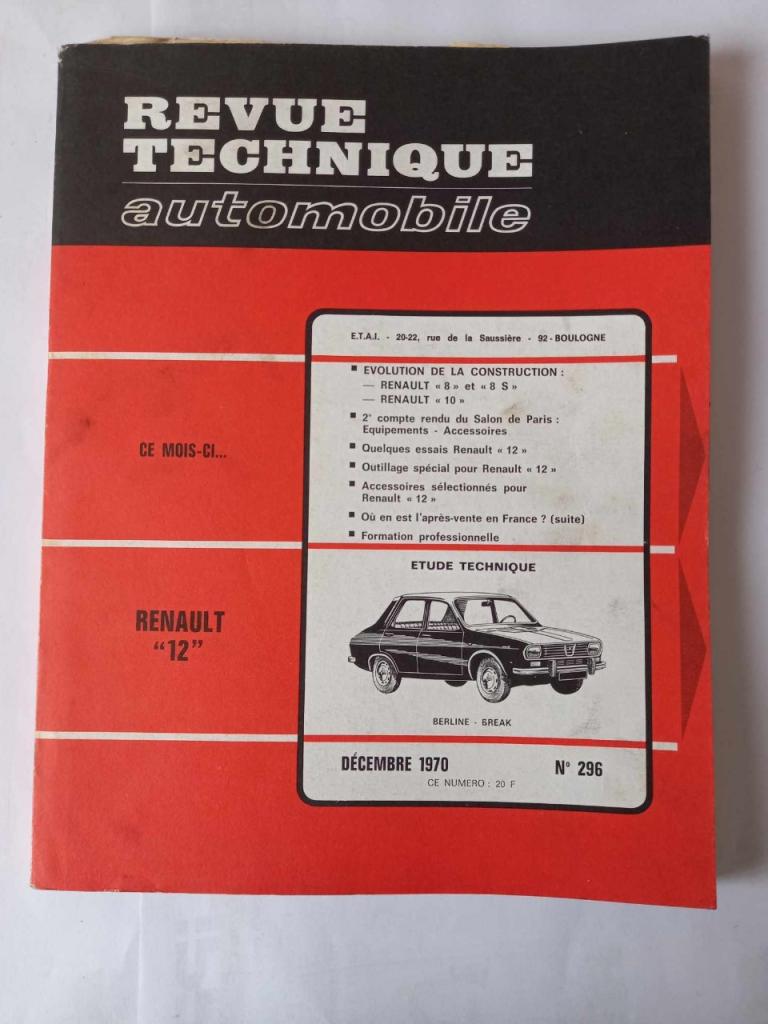 REVUE
TECHNIQUE
automobile
E.T.A.I. - 20-22, rue de la Saussière - 92 - BOULOGNE
CE MOIS-CI...
■ EVOLUTION DE LA CONSTRUCTION :
— RENAULT « 8 » et « 8 S »
— RENAULT « 10 »
■ 2e compte rendu du Salon de Paris :
Equipements - Accessoires
■ Quelques essais Renault « 12 »
■ Outillage spécial pour Renault « 12 »
■ Accessoires sélectionnés pour
Renault « 12 »
■ Où en est l'après-vente en France ? (suite)
■ Formation professionnelle
RENAULT
"12"
ETUDE TECHNIQUE
BERLINE - BREAK
DÉCEMBRE 1970
N° 296
CE NUMERO : 20 F